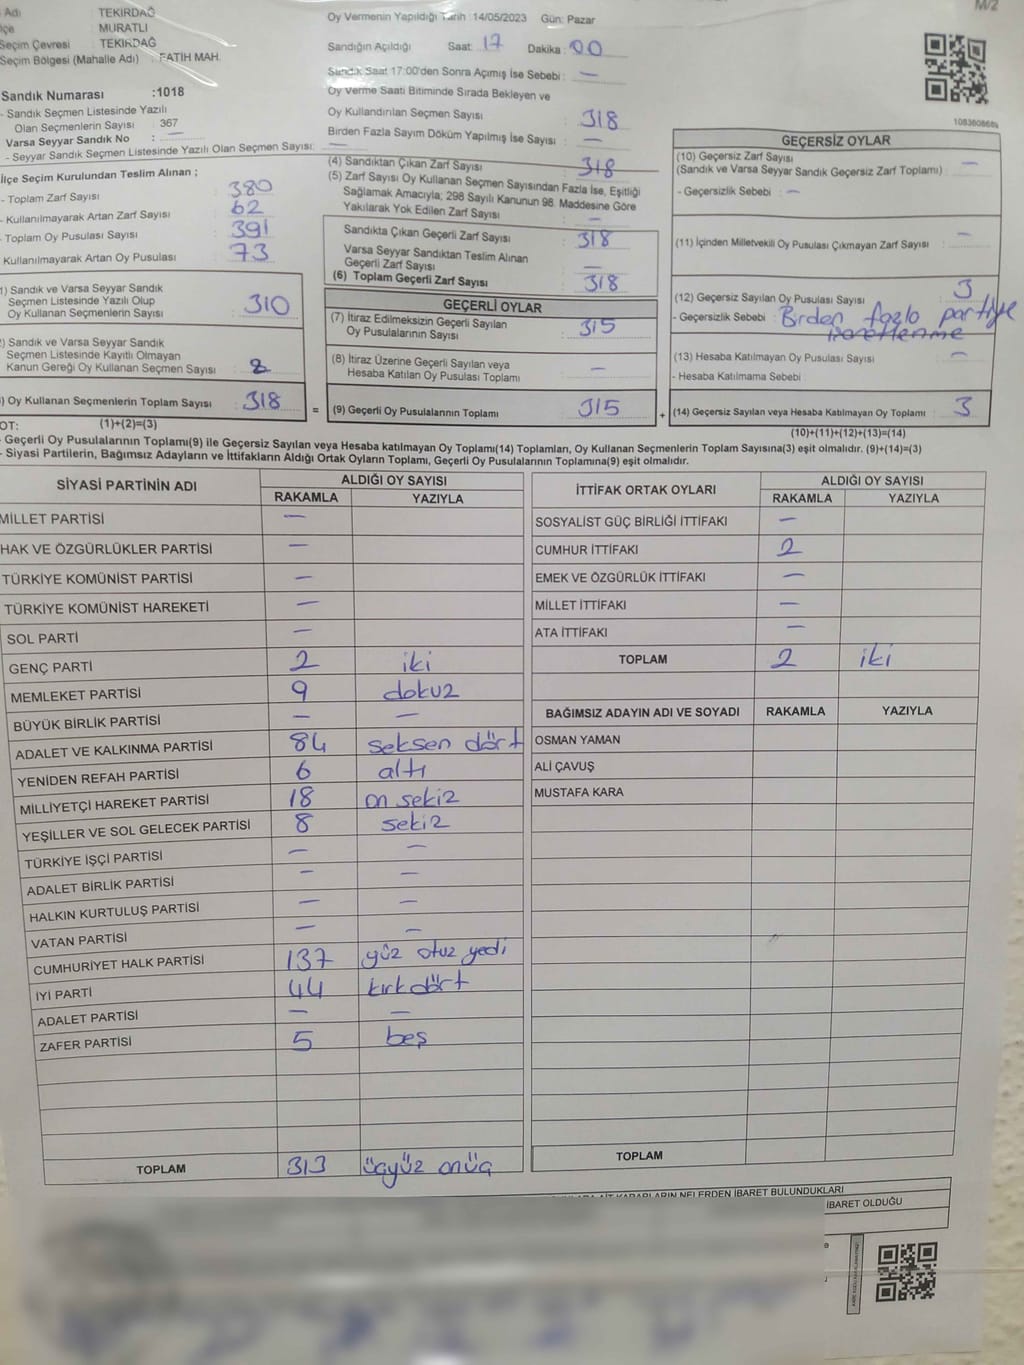 M/2
Adı TEKİRDAĞ
MURATLI
Seçim Çevresi TEKİRDAĞ
Seçim Bölgesi (Mahalle Adı) : FATİH MAH.
Sandık Numarası :1018
- Sandık Seçmen Listesinde Yazılı
Olan Seçmenlerin Sayısı 367
Varsa Seyyar Sandık No : —
- Seyyar Sandık Seçmen Listesinde Yazılı Olan Seçmen Sayısı: —
İlçe Seçim Kurulundan Teslim Alınan ;
- Toplam Zarf Sayısı 380
- Kullanılmayarak Artan Zarf Sayısı 62
- Toplam Oy Pusulası Sayısı 391
Kullanılmayarak Artan Oy Pusulası 73
1) Sandık ve Varsa Seyyar Sandık
Seçmen Listesinde Yazılı Olup
Oy Kullanan Seçmenlerin Sayısı : 310
) Sandık ve Varsa Seyyar Sandık
Seçmen Listesinde Kayıtlı Olmayan
Kanun Gereği Oy Kullanan Seçmen Sayısı : 8
) Oy Kullanan Seçmenlerin Toplam Sayısı : 318
Oy Vermenin Yapıldığı Tarih :14/05/2023 Gün: Pazar
Sandığın Açıldığı Saat: 17 Dakika : 00
Sandık Saat 17:00'den Sonra Açımış İse Sebebi : —
Oy Verme Saati Bitiminde Sırada Bekleyen ve
Oy Kullandırılan Seçmen Sayısı : 318
Birden Fazla Sayım Döküm Yapılmış İse Sayısı : —
(4) Sandıktan Çıkan Zarf Sayısı : 318
(5) Zarf Sayısı Oy Kullanan Seçmen Sayısından Fazla İse, Eşitliği
Sağlamak Amacıyla; 298 Sayılı Kanunun 98. Maddesine Göre
Yakılarak Yok Edilen Zarf Sayısı : —
Sandıkta Çıkan Geçerli Zarf Sayısı : 318
Varsa Seyyar Sandıktan Teslim Alınan
Geçerli Zarf Sayısı : —
(6) Toplam Geçerli Zarf Sayısı : 318
GEÇERLİ OYLAR
(7) İtiraz Edilmeksizin Geçerli Sayılan
Oy Pusulalarının Sayısı : 315
(8) İtiraz Üzerine Geçerli Sayılan veya
Hesaba Katılan Oy Pusulası Toplamı : —
= (9) Geçerli Oy Pusulalarının Toplamı : 315
GEÇERSİZ OYLAR
(10) Geçersiz Zarf Sayısı
(Sandık ve Varsa Seyyar Sandık Geçersiz Zarf Toplamı) : —
- Geçersizlik Sebebi : —
(11) İçinden Milletvekili Oy Pusulası Çıkmayan Zarf Sayısı : —
(12) Geçersiz Sayılan Oy Pusulası Sayısı : 3
- Geçersizlik Sebebi : Birden fazla partiye
(13) Hesaba Katılmayan Oy Pusulası Sayısı : —
- Hesaba Katılmama Sebebi :
+ (14) Geçersiz Sayılan veya Hesaba Katılmayan Oy Toplamı : 3
OT: (1)+(2)=(3) (10)+(11)+(12)+(13)=(14)
- Geçerli Oy Pusulalarının Toplamı(9) ile Geçersiz Sayılan veya Hesaba katılmayan Oy Toplamı(14) Toplamları, Oy Kullanan Seçmenlerin Toplam Sayısına(3) eşit olmalıdır. (9)+(14)=(3)
- Siyasi Partilerin, Bağımsız Adayların ve İttifakların Aldığı Ortak Oyların Toplamı, Geçerli Oy Pusulalarının Toplamına(9) eşit olmalıdır.
SİYASİ PARTİNİN ADI ALDIĞI OY SAYISI
RAKAMLA YAZIYLA
MİLLET PARTİSİ —
HAK VE ÖZGÜRLÜKLER PARTİSİ —
TÜRKİYE KOMÜNİST PARTİSİ —
TÜRKİYE KOMÜNİST HAREKETİ —
SOL PARTİ —
GENÇ PARTİ 2 iki
MEMLEKET PARTİSİ 9 dokuz
BÜYÜK BİRLİK PARTİSİ — —
ADALET VE KALKINMA PARTİSİ 84 seksen dört
YENİDEN REFAH PARTİSİ 6 altı
MİLLİYETÇİ HAREKET PARTİSİ 18 on sekiz
YEŞİLLER VE SOL GELECEK PARTİSİ 8 sekiz
TÜRKİYE İŞÇİ PARTİSİ — —
ADALET BİRLİK PARTİSİ — —
HALKIN KURTULUŞ PARTİSİ — —
VATAN PARTİSİ — —
CUMHURİYET HALK PARTİSİ 137 yüz otuz yedi
İYİ PARTİ 44 kırk dört
ADALET PARTİSİ — —
ZAFER PARTİSİ 5 beş
TOPLAM 313 üçyüz onüç
İTTİFAK ORTAK OYLARI ALDIĞI OY SAYISI
RAKAMLA YAZIYLA
SOSYALİST GÜÇ BİRLİĞİ İTTİFAKI —
CUMHUR İTTİFAKI 2
EMEK VE ÖZGÜRLÜK İTTİFAKI —
MİLLET İTTİFAKI —
ATA İTTİFAKI —
TOPLAM 2 iki
BAĞIMSIZ ADAYIN ADI VE SOYADI RAKAMLA YAZIYLA
OSMAN YAMAN
ALİ ÇAVUŞ
MUSTAFA KARA
TOPLAM
NELERDEN İBARET BULUNDUKLARI
İBARET OLDUĞU